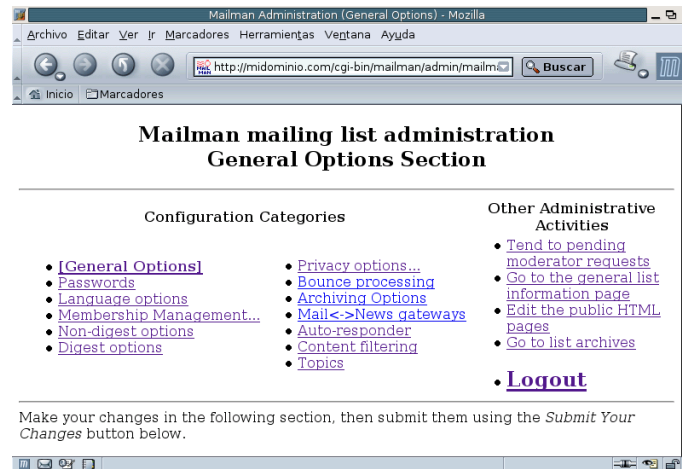 Mailman Administration (General Options) - Mozilla
Archivo Editar Ver Ir Marcadores Herramientas Ventana Ayuda
http://midominio.com/cgi-bin/mailman/admin/mailma
Buscar
Inicio Marcadores
Mailman mailing list administration
General Options Section
Configuration Categories
[General Options]
Passwords
Language options
Membership Management...
Non-digest options
Digest options
Privacy options...
Bounce processing
Archiving Options
Mail<->News gateways
Auto-responder
Content filtering
Topics
Other Administrative
Activities
Tend to pending
moderator requests
Go to the general list
information page
Edit the public HTML
pages
Go to list archives
Logout
Make your changes in the following section, then submit them using the Submit Your
Changes button below.